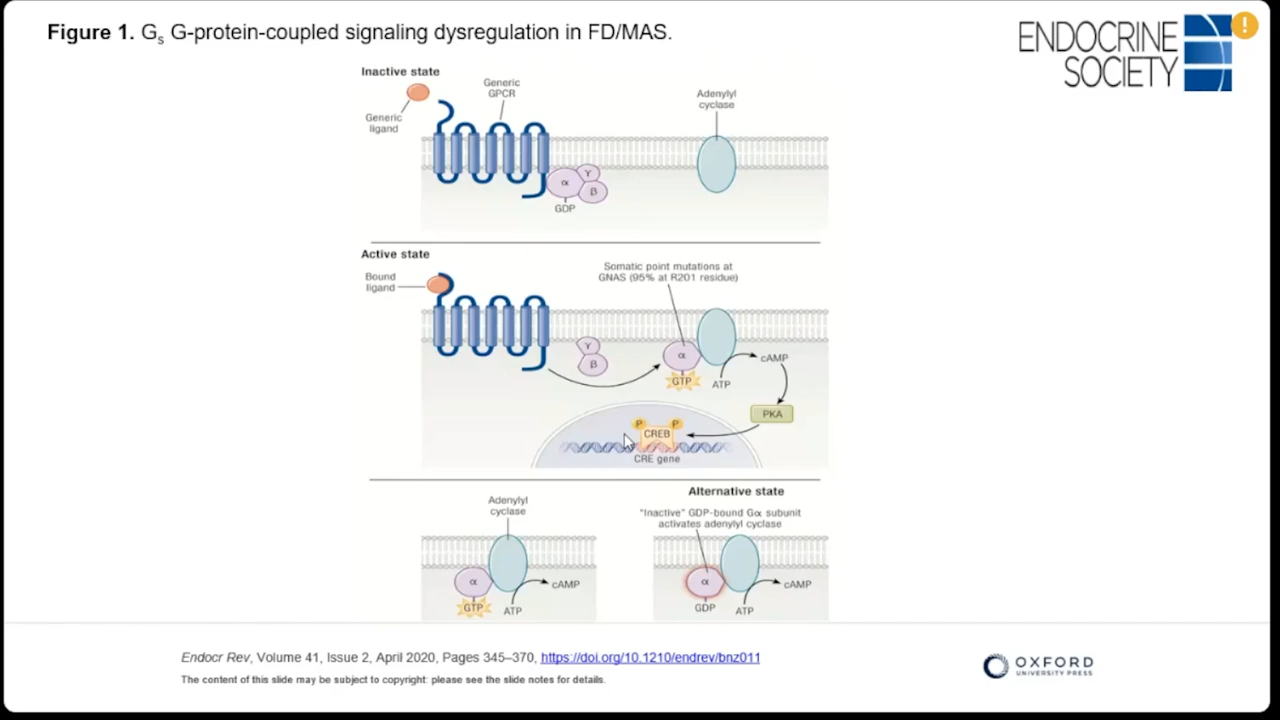 Figure 1. Gs G-protein-coupled signaling dysregulation in FD/MAS.
ENDOCRINE
SOCIETY
!
Inactive state
Generic
GPCR
Generic
ligand
Adenylyl
cyclase
α
γ
β
GDP
Active state
Bound
ligand
Somatic point mutations at
GNAS (95% at R201 residue)
γ
β
α
GTP
ATP
cAMP
PKA
P
P
CREB
CRE gene
Adenylyl
cyclase
α
GTP
ATP
cAMP
Alternative state
"Inactive" GDP-bound Gα subunit
activates adenylyl cyclase
α
GDP
ATP
cAMP
Endocr Rev, Volume 41, Issue 2, April 2020, Pages 345–370, https://doi.org/10.1210/endrev/bnz011
The content of this slide may be subject to copyright: please see the slide notes for details.
OXFORD
UNIVERSITY PRESS